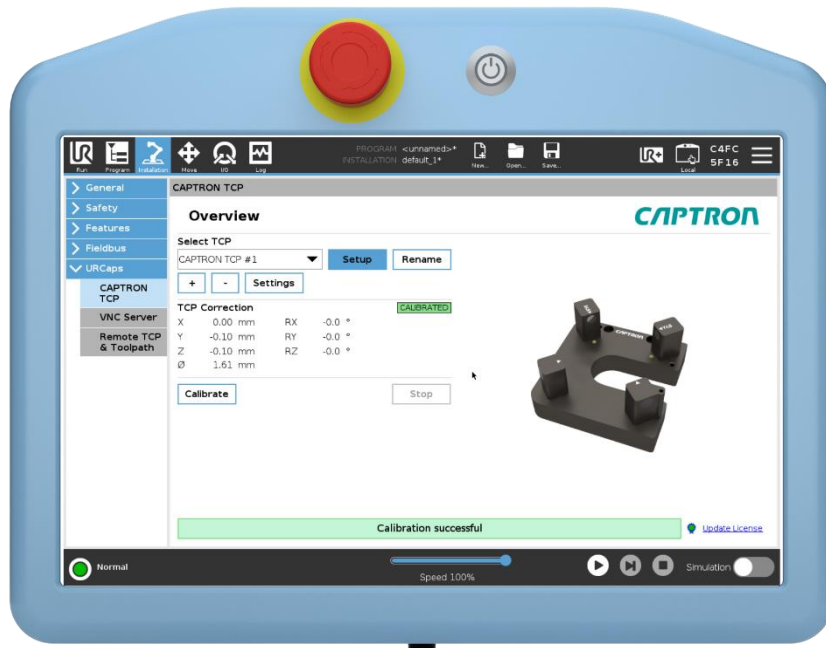 UR
Run Program Installation Move I/O Log
PROGRAM <unnamed>*
INSTALLATION default_1*
New... Open... Save...
UR+
Local
C4FC
5F16
General
Safety
Features
Fieldbus
URCaps
CAPTRON
TCP
VNC Server
Remote TCP
& Toolpath
CAPTRON TCP
Overview
CAPTRON
Select TCP
CAPTRON TCP #1 Setup Rename
+ - Settings
TCP Correction CALIBRATED
X 0.00 mm RX -0.0 °
Y -0.10 mm RY -0.0 °
Z -0.10 mm RZ -0.0 °
Ø 1.61 mm
Calibrate Stop
CAPTRON
Calibration successful
Update License
Normal
Speed 100%
Simulation